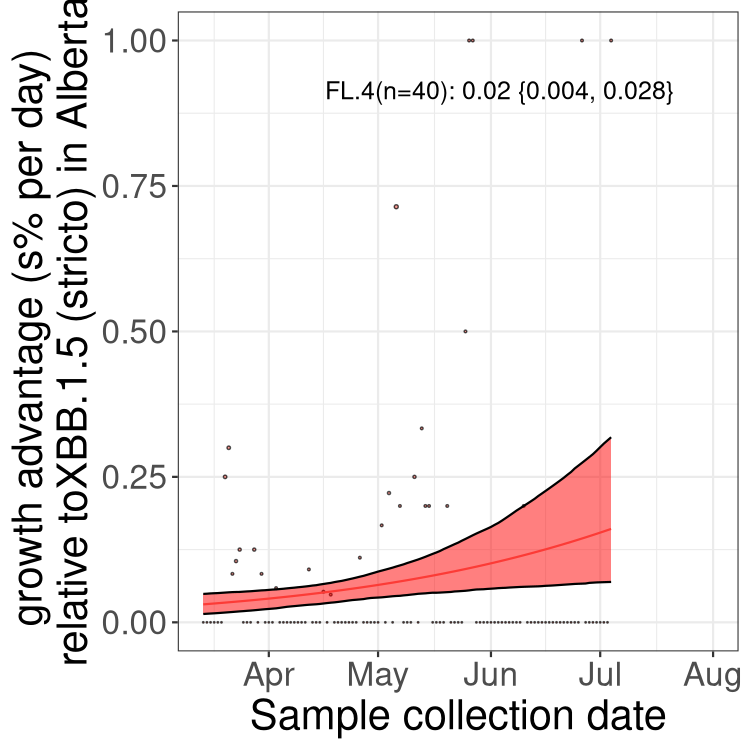 growth advantage (s% per day)
relative toXBB.1.5 (stricto) in Alberta
1.00
0.75
0.50
0.25
0.00
FL.4(n=40): 0.02 {0.004, 0.028}
Apr
May
Jun
Jul
Aug
Sample collection date